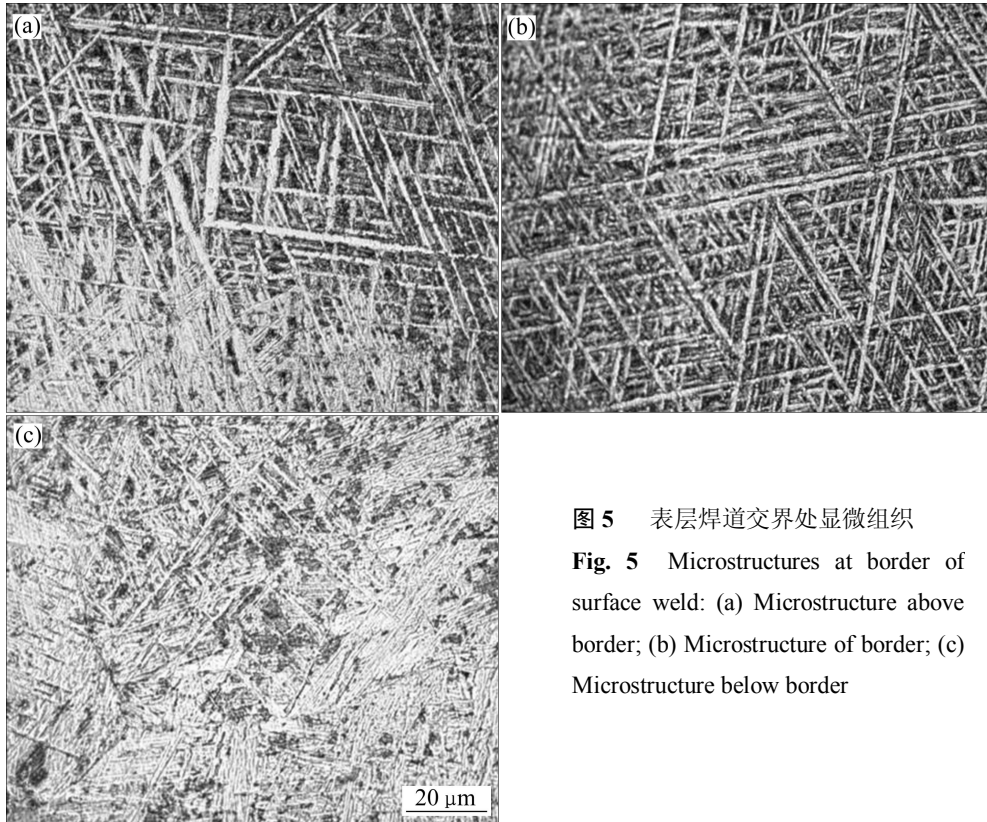 (a)
(b)
(c)
20 μm
图 5 表层焊道交界处显微组织
Fig. 5 Microstructures at border of
surface weld: (a) Microstructure above
border; (b) Microstructure of border; (c)
Microstructure below border